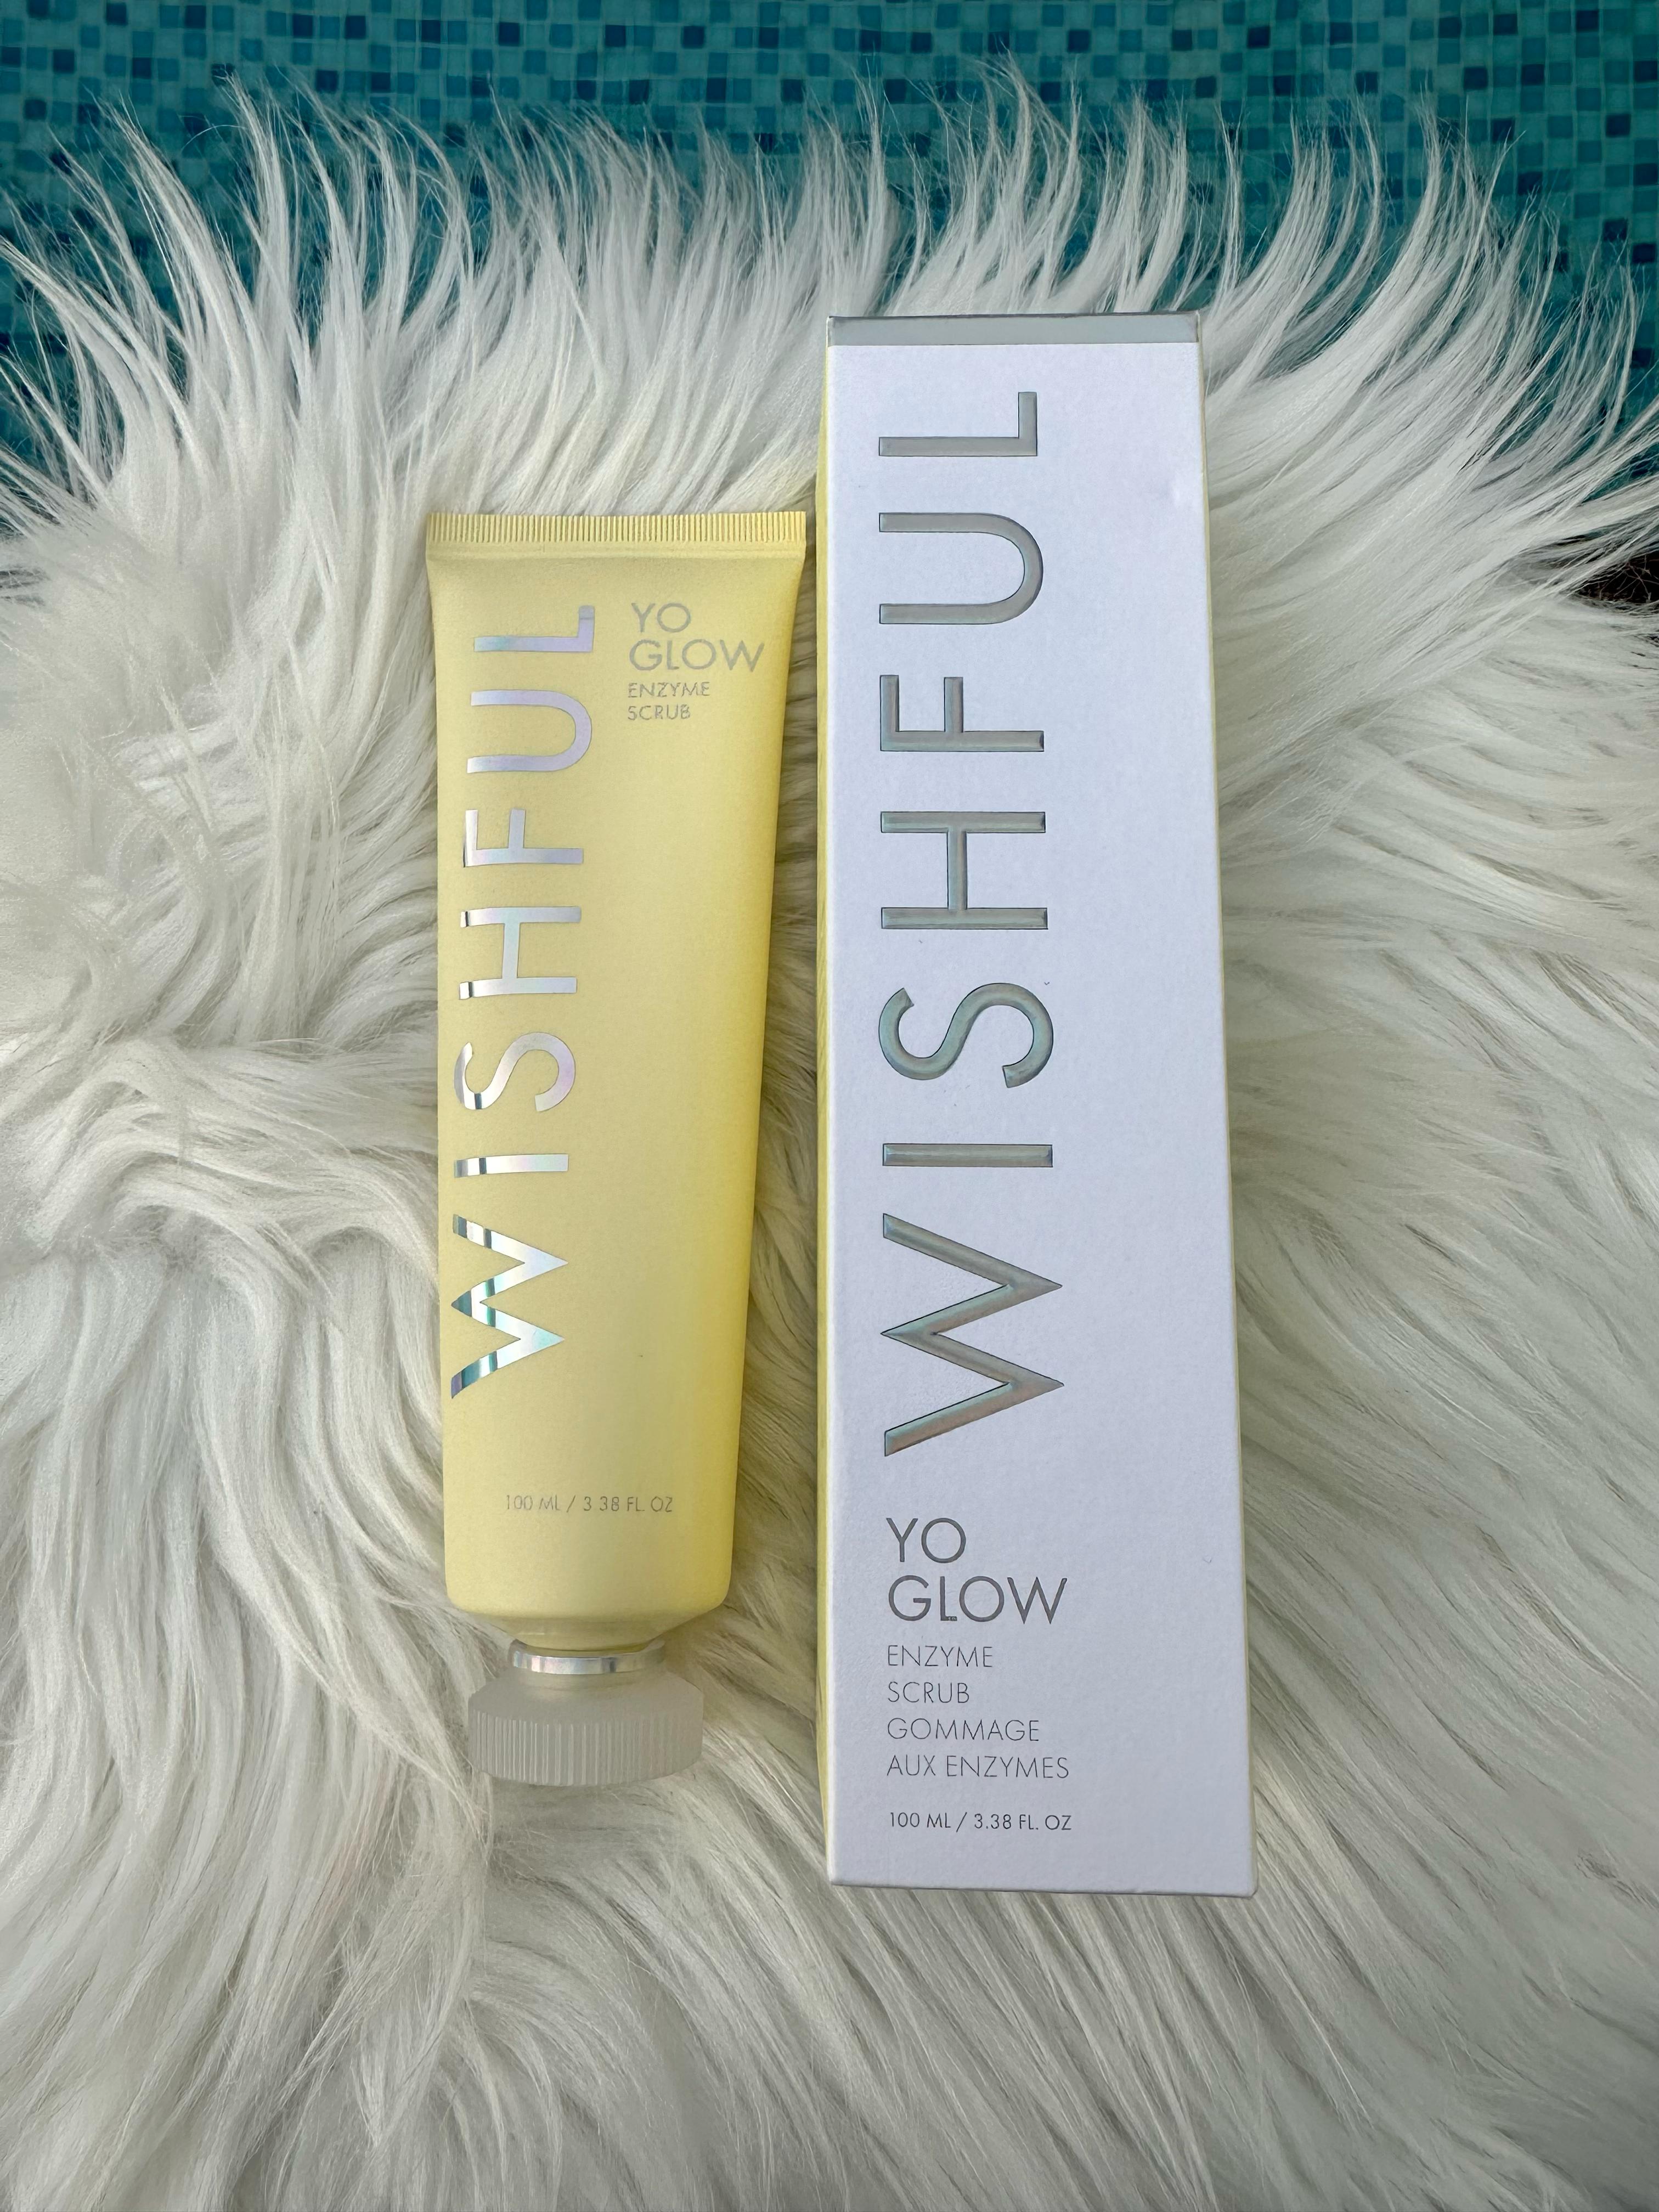 WISHFUL
YO
GLOW
ENZYME
SCRUB
100 ML / 3.38 FL. OZ
WISHFUL
YO
GLOW
ENZYME
SCRUB
GOMMAGE
AUX ENZYMES
100 ML / 3.38 FL. OZ